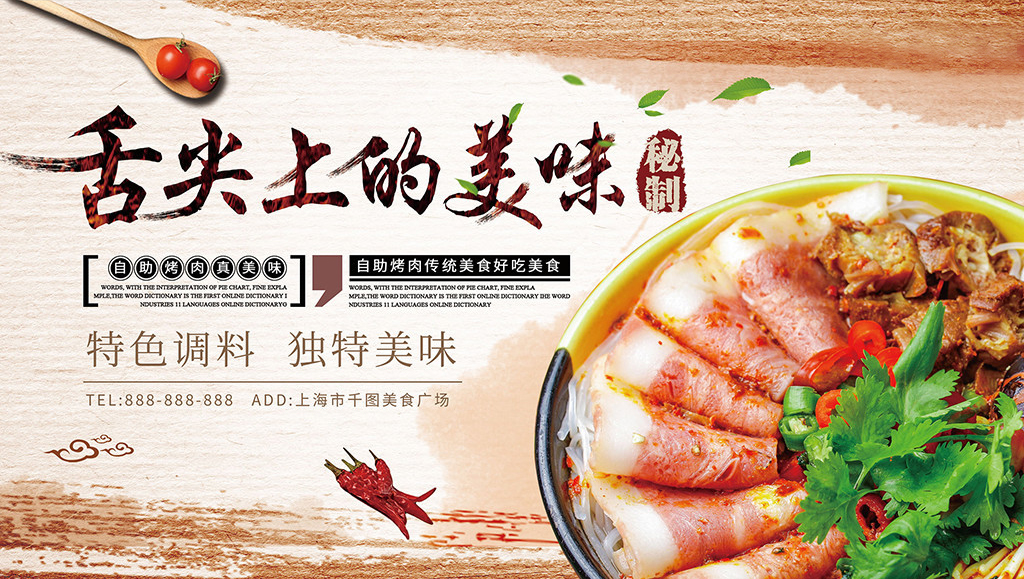 舌尖上的美味
秘制
自助烤肉真美味
WORDS, WITH THE INTERPRETATION OF PIE CHART, FINE EXPLA
MPLE,THE WORD DICTIONARY IS THE FIRST ONLINE DICTIONARY I
NDUSTRIES 11 LANGUAGES ONLINE DICTIONARYO
自助烤肉传统美食好吃美食
WORDS, WITH THE INTERPRETATION OF PIE CHART, FINE EXPLA
MPLE,THE WORD DICTIONARY IS THE FIRST ONLINE DICTIONARY IHE WORD
NDUSTRIES 11 LANGUAGES ONLINE DICTIONARY
特色调料 独特美味
TEL:888-888-888 ADD:上海市千图美食广场